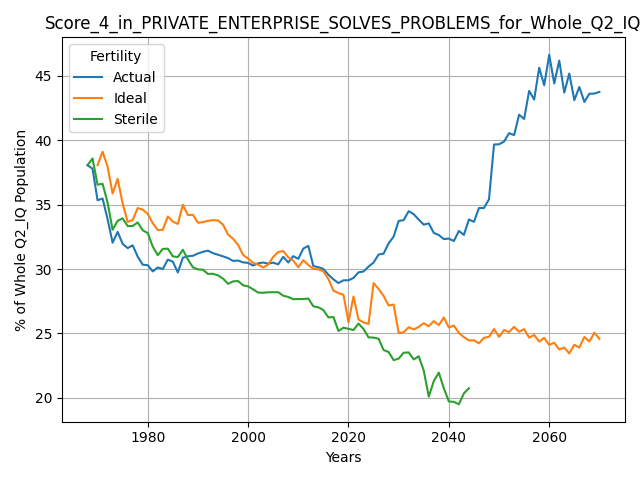 Score_4_in_PRIVATE_ENTERPRISE_SOLVES_PROBLEMS_for_Whole_Q2_IQ
Fertility
Actual
Ideal
Sterile
% of Whole Q2_IQ Population
45
40
35
30
25
20
1980
2000
2020
2040
2060
Years